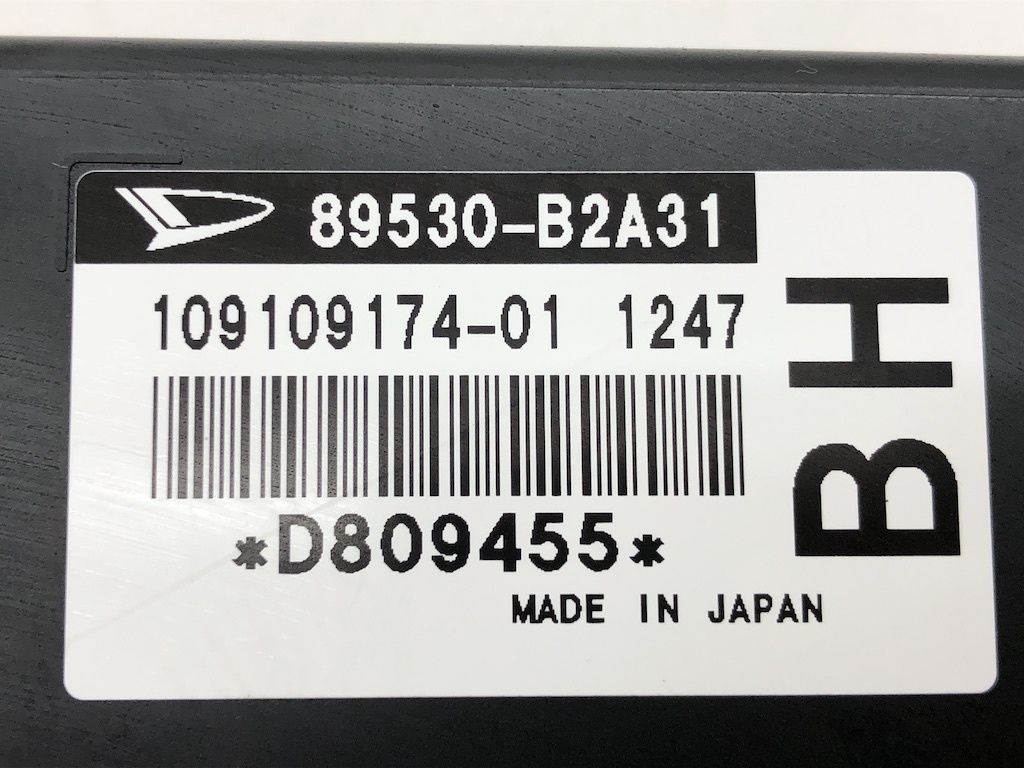 89530-B2A31
109109174-01 1247
*D809455*
MADE IN JAPAN
BH